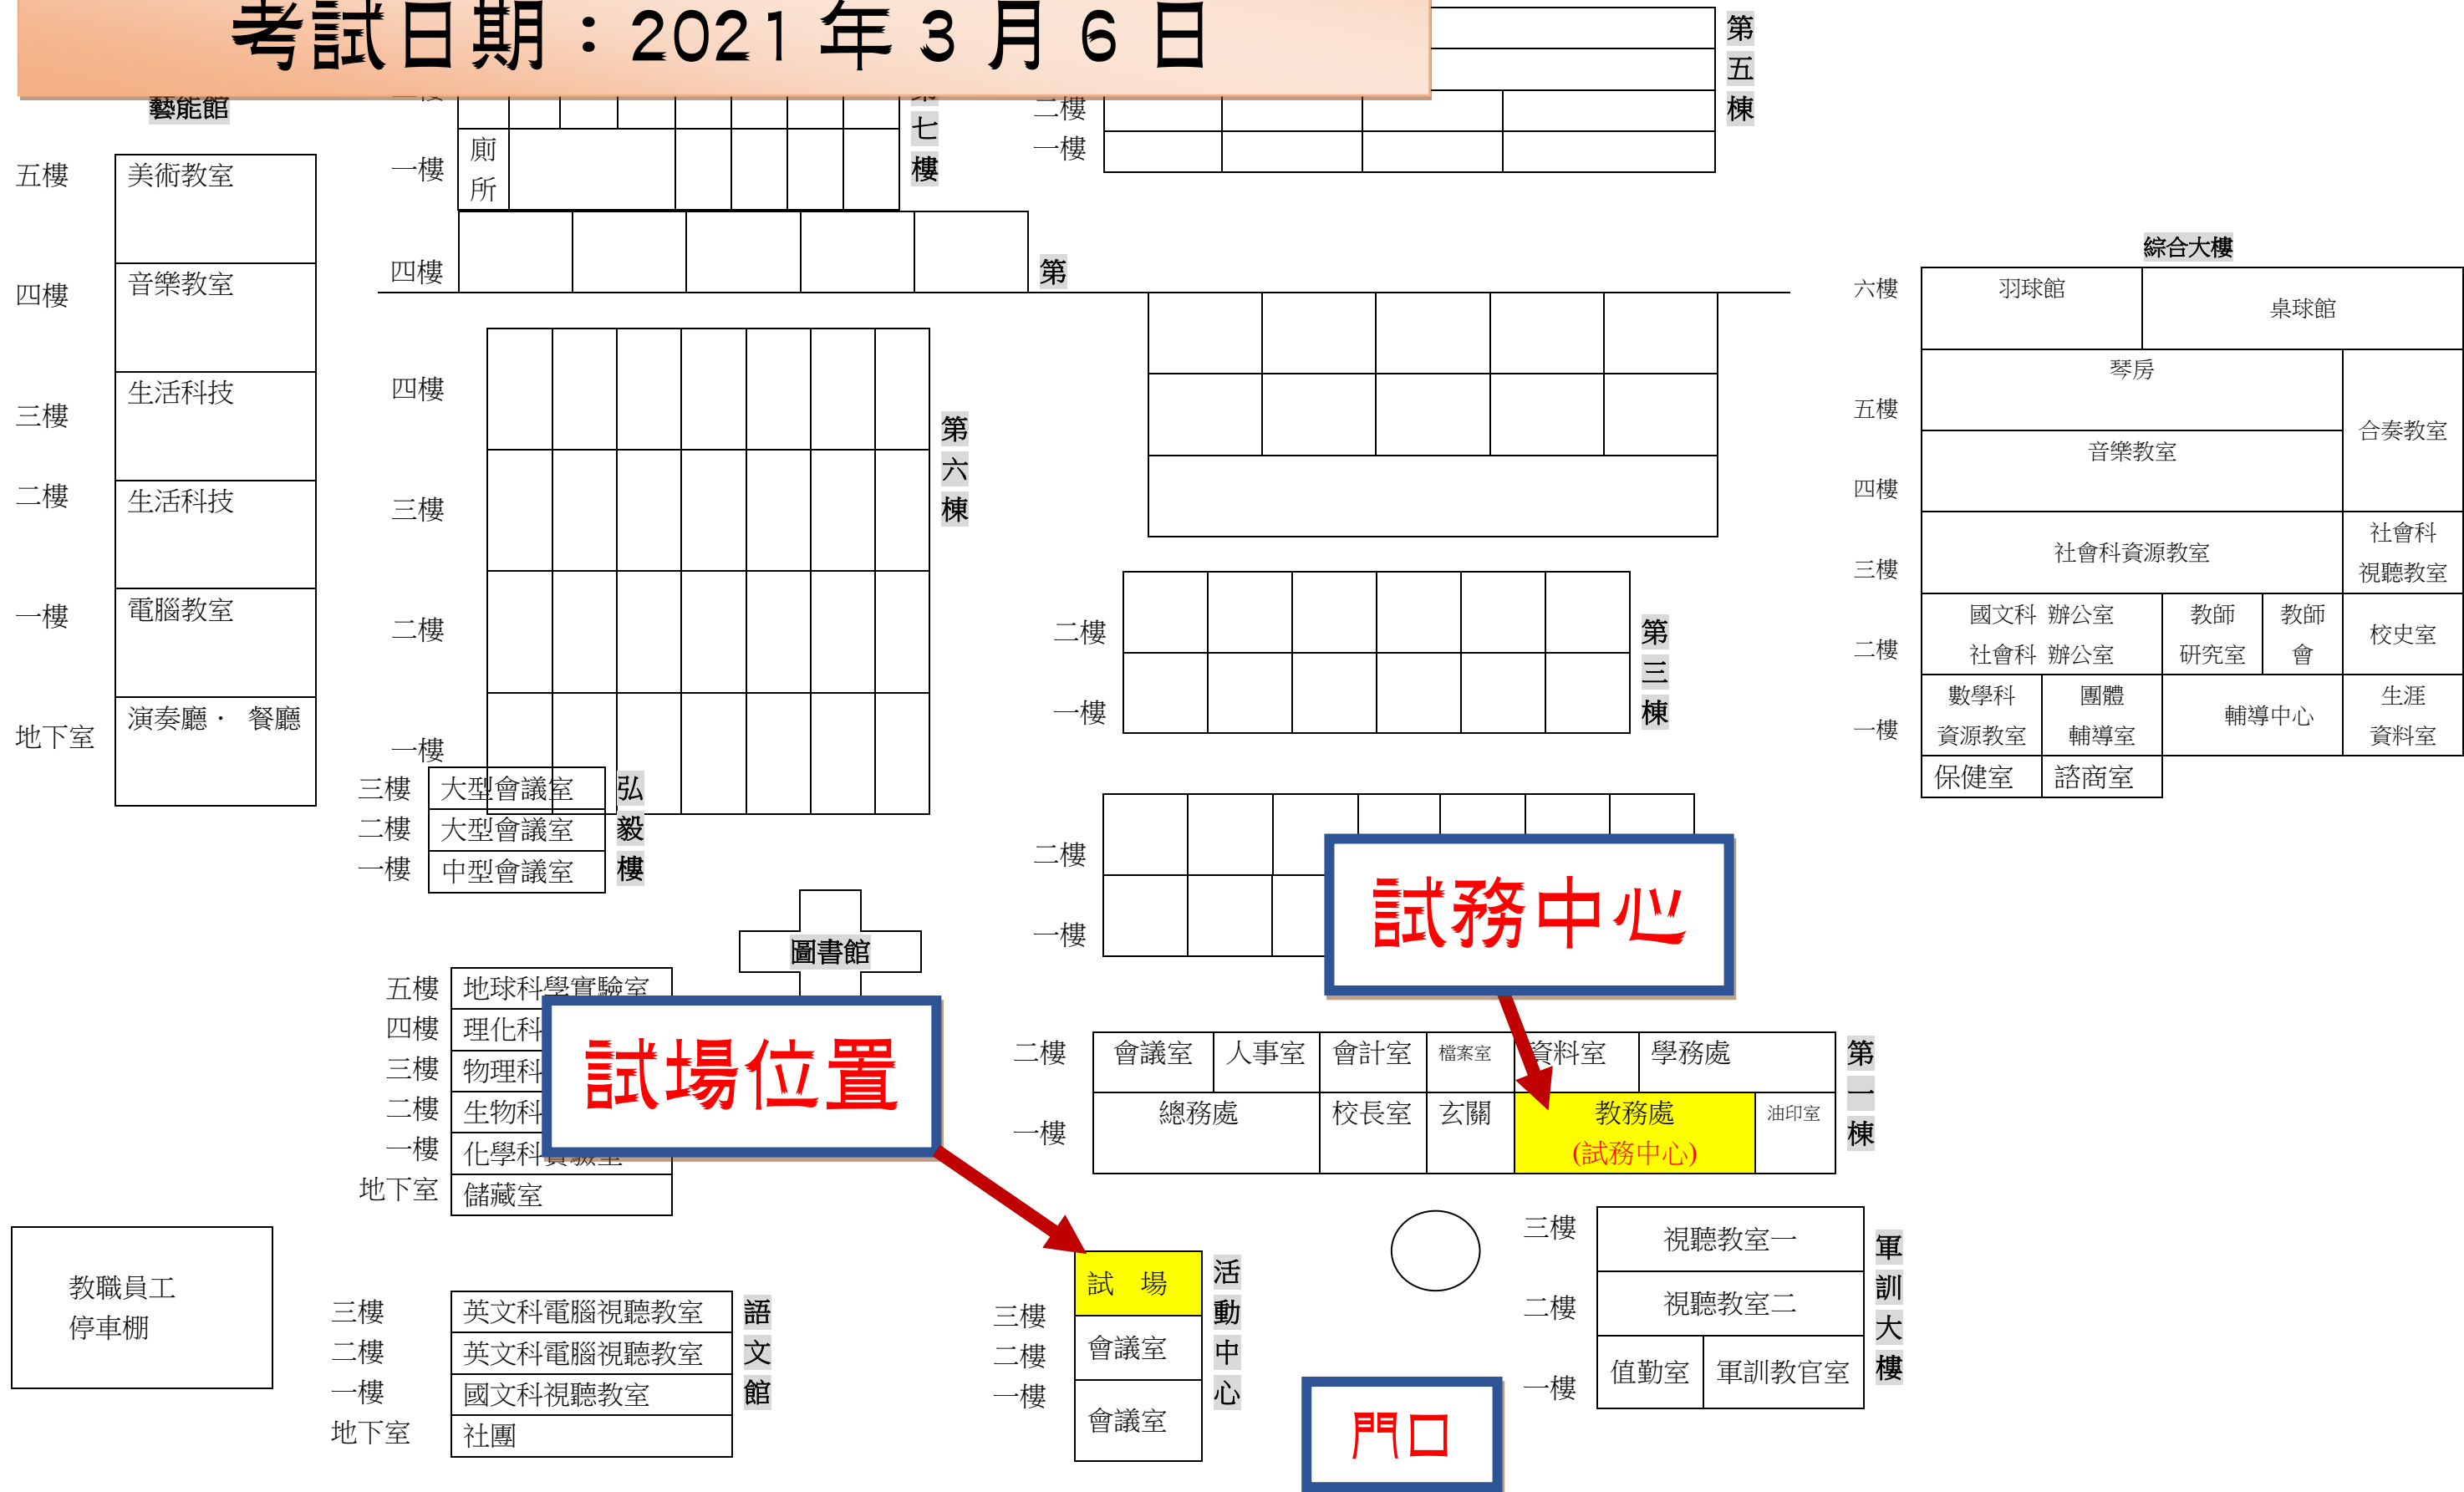 考試日期：2021 年 3 月 6 日
藝能館
五樓
美術教室
四樓
音樂教室
三樓
生活科技
二樓
生活科技
一樓
電腦教室
地下室
演奏廳· 餐廳
一樓
廁所
七樓
四樓
第
二樓
一樓
第五棟
四樓
三樓
二樓
一樓
第六棟
三樓 大型會議室
二樓 大型會議室
一樓 中型會議室
弘毅樓
二樓
一樓
第三棟
綜合大樓
六樓
羽球館
桌球館
五樓
琴房
合奏教室
四樓
音樂教室
三樓
社會科資源教室
社會科
視聽教室
二樓
國文科 辦公室
社會科 辦公室
教師
研究室
教師
會
校史室
一樓
數學科
資源教室
團體
輔導室
輔導中心
生涯
資料室
保健室
諮商室
二樓
一樓
試務中心
圖書館
五樓 地球科學實驗室
四樓 理化科
三樓 物理科
二樓 生物科
一樓 化學科實驗室
地下室 儲藏室
試場位置
二樓 會議室 人事室 會計室 檔案室 資料室 學務處
一樓 總務處 校長室 玄關 教務處 油印室
(試務中心)
第一棟
教職員工
停車棚
三樓 英文科電腦視聽教室
二樓 英文科電腦視聽教室
一樓 國文科視聽教室
地下室 社團
語文館
試 場
三樓
二樓 會議室
一樓 會議室
活動中心
三樓 視聽教室一
二樓 視聽教室二
一樓 值勤室 軍訓教官室
軍訓大樓
門口